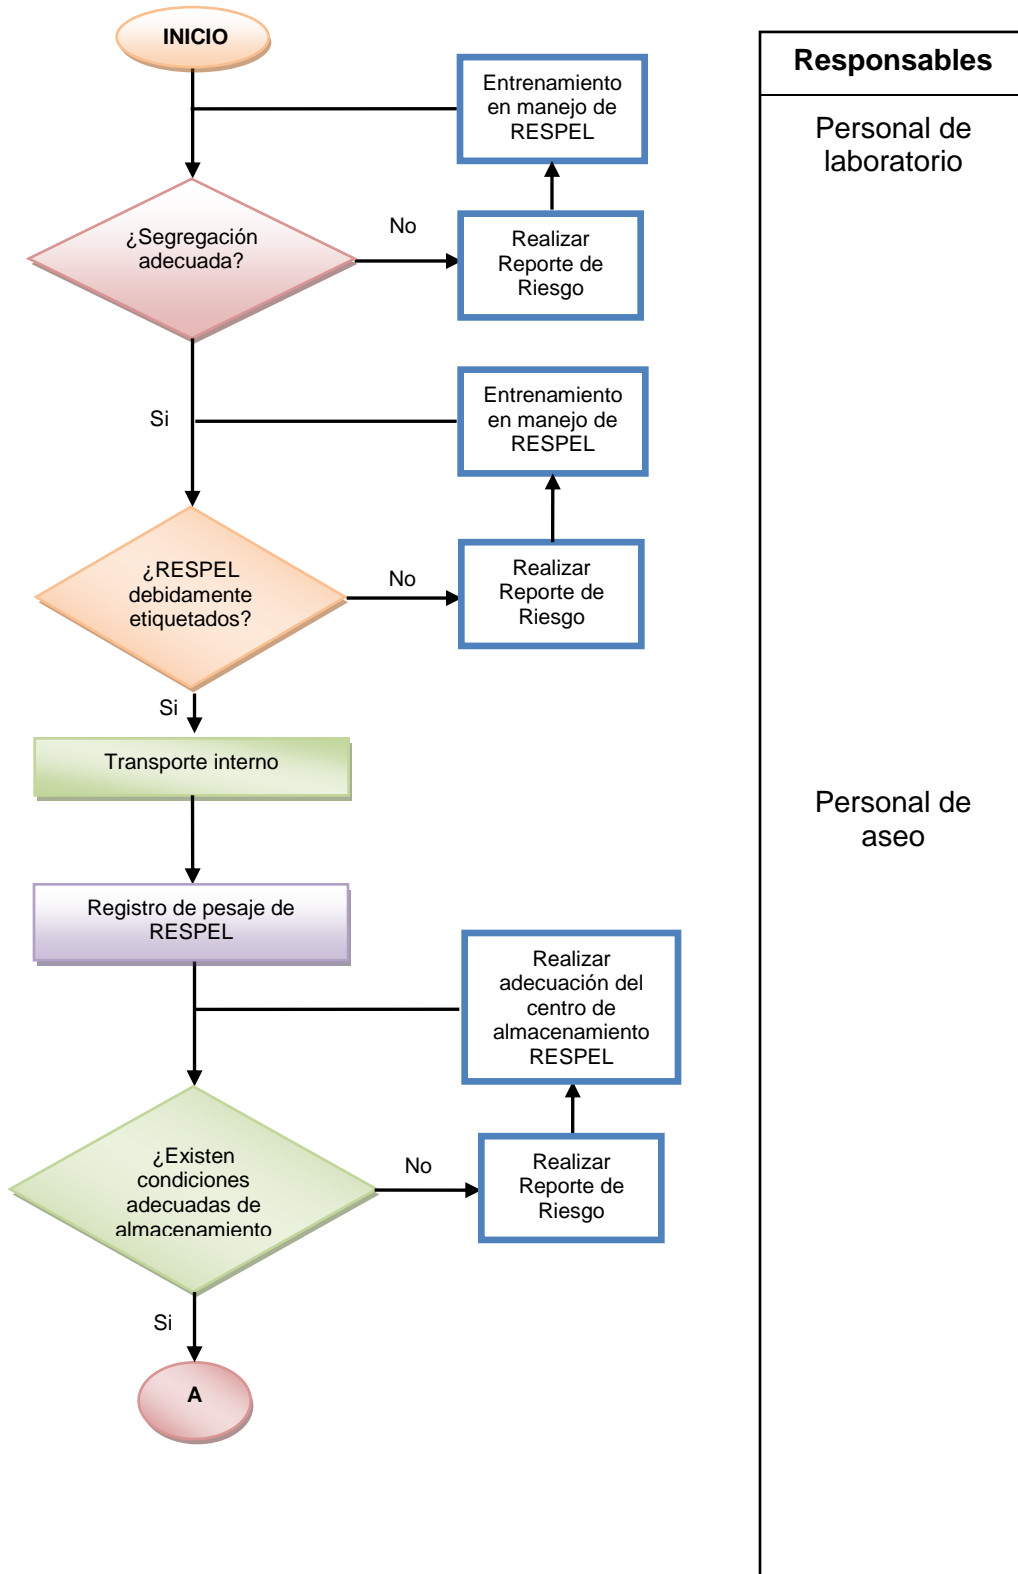 INICIO
Responsables
Entrenamiento
en manejo de
RESPEL
Personal de
laboratorio
¿Segregación
adecuada?
No
Realizar
Reporte de
Riesgo
Si
Entrenamiento
en manejo de
RESPEL
¿RESPEL
debidamente
etiquetados?
No
Realizar
Reporte de
Riesgo
Si
Transporte interno
Personal de
aseo
Registro de pesaje de
RESPEL
Realizar
adecuación del
centro de
almacenamiento
RESPEL
¿Existen
condiciones
adecuadas de
almacenamiento
No
Realizar
Reporte de
Riesgo
Si
A